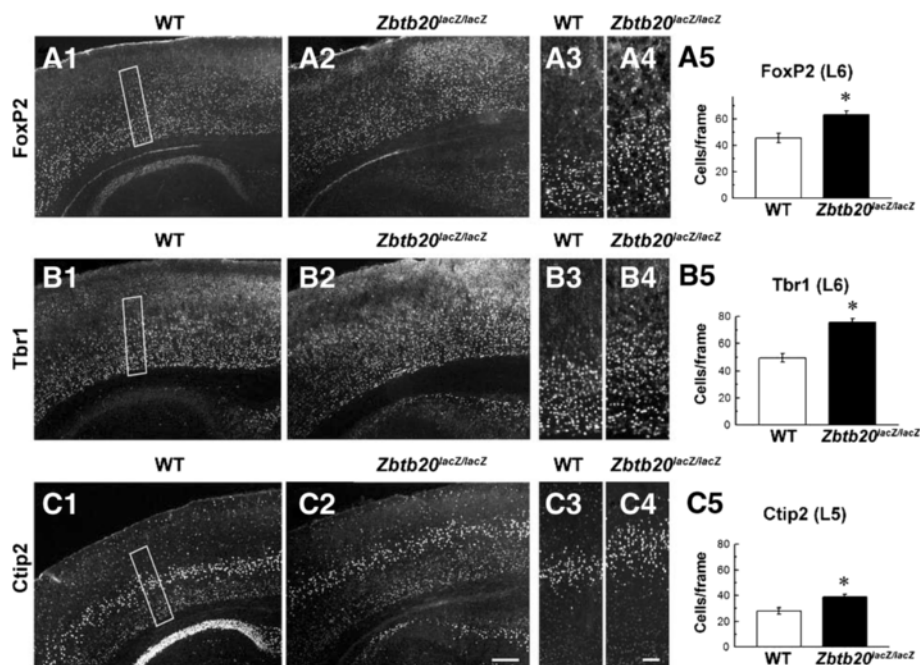 WT Zbtb20lacZ/lacZ WT Zbtb20lacZ/lacZ
A1 A2 A3 A4 A5
FoxP2
FoxP2 (L6)
Cells/frame
60
40
20
0
*
WT Zbtb20lacZ/lacZ
WT Zbtb20lacZ/lacZ WT Zbtb20lacZ/lacZ
B1 B2 B3 B4 B5
Tbr1
Tbr1 (L6)
Cells/frame
80
60
40
20
0
*
WT Zbtb20lacZ/lacZ
WT Zbtb20lacZ/lacZ WT Zbtb20lacZ/lacZ
C1 C2 C3 C4 C5
Ctip2
Ctip2 (L5)
Cells/frame
80
60
40
20
0
*
WT Zbtb20lacZ/lacZ